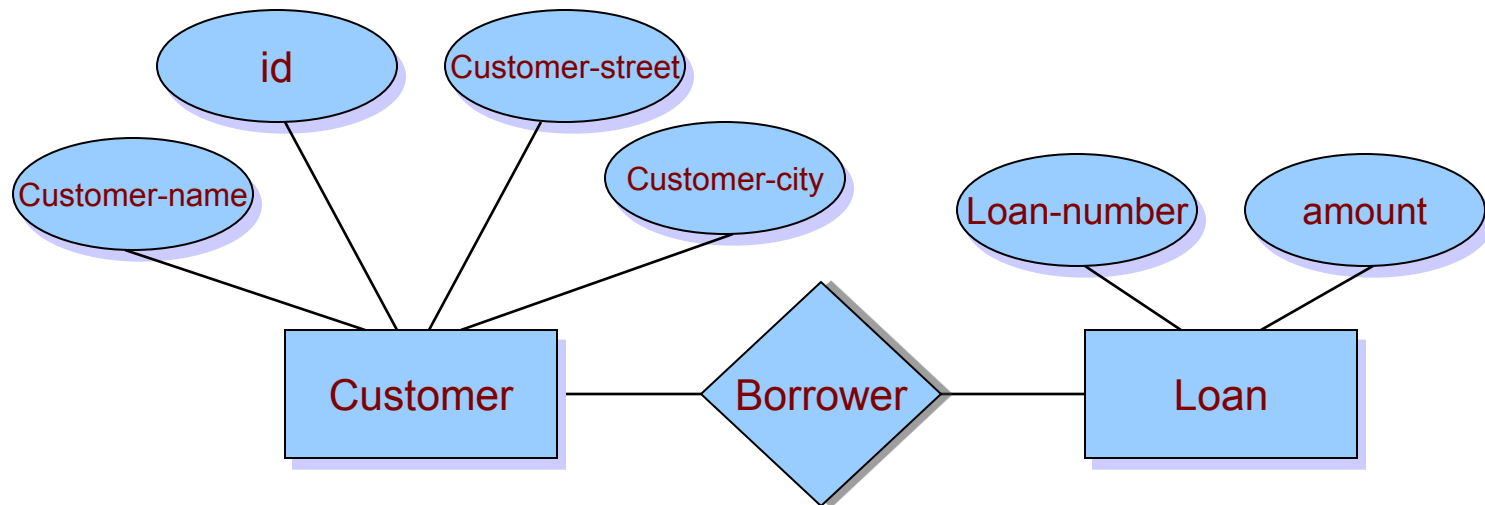 id
Customer-street
Customer-name
Customer-city
Loan-number
amount
Customer
Borrower
Loan